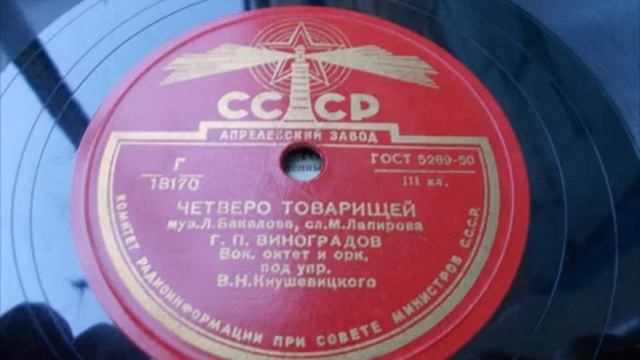 СССР
АПРЕЛЕВСКИЙ ЗАВОД
Г
18170
ГОСТ 5289-50
III кл.
ЧЕТВЕРО ТОВАРИЩЕЙ
муз.Л.Бакалова, сл.М.Лапирова
Г. П. ВИНОГРАДОВ
Вок. октет и орк.
под упр.
В.Н.Кнушевицкого
КОМИТЕТ РАДИОИНФОРМАЦИИ ПРИ СОВЕТЕ МИНИСТРОВ СССР.